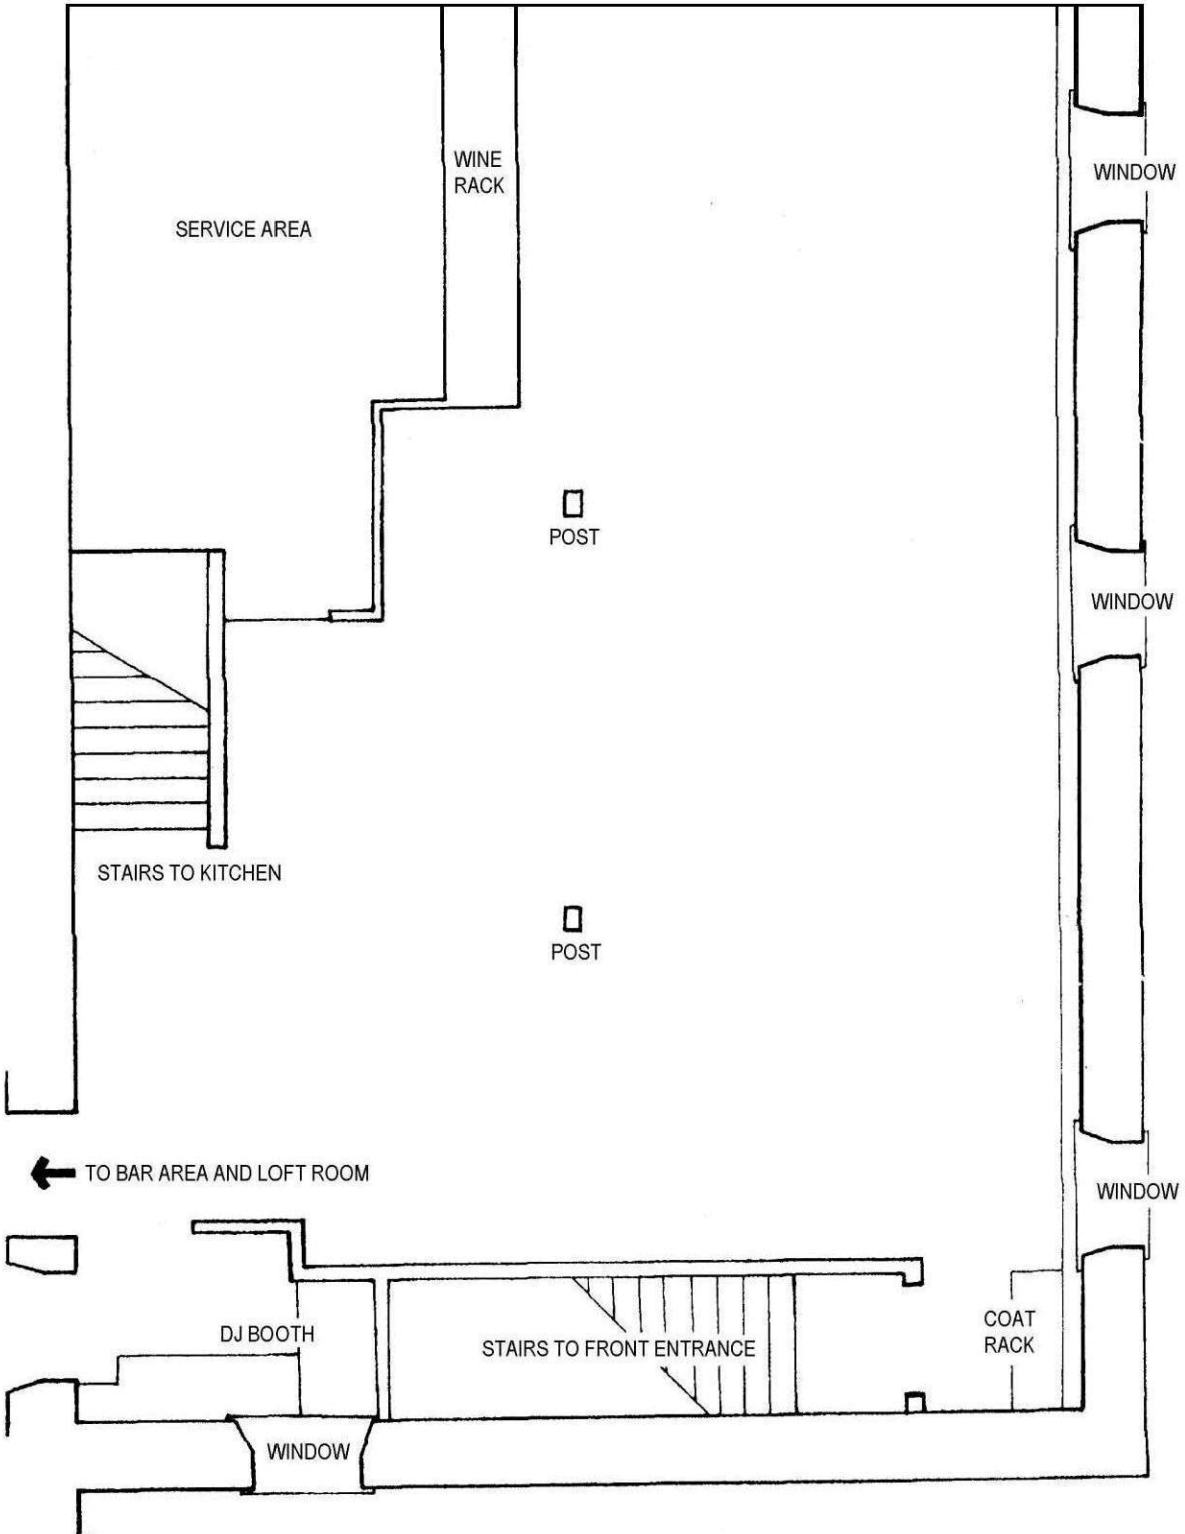 WINE
RACK
WINDOW
SERVICE AREA
POST
WINDOW
STAIRS TO KITCHEN
POST
TO BAR AREA AND LOFT ROOM
WINDOW
DJ BOOTH
STAIRS TO FRONT ENTRANCE
COAT
RACK
WINDOW